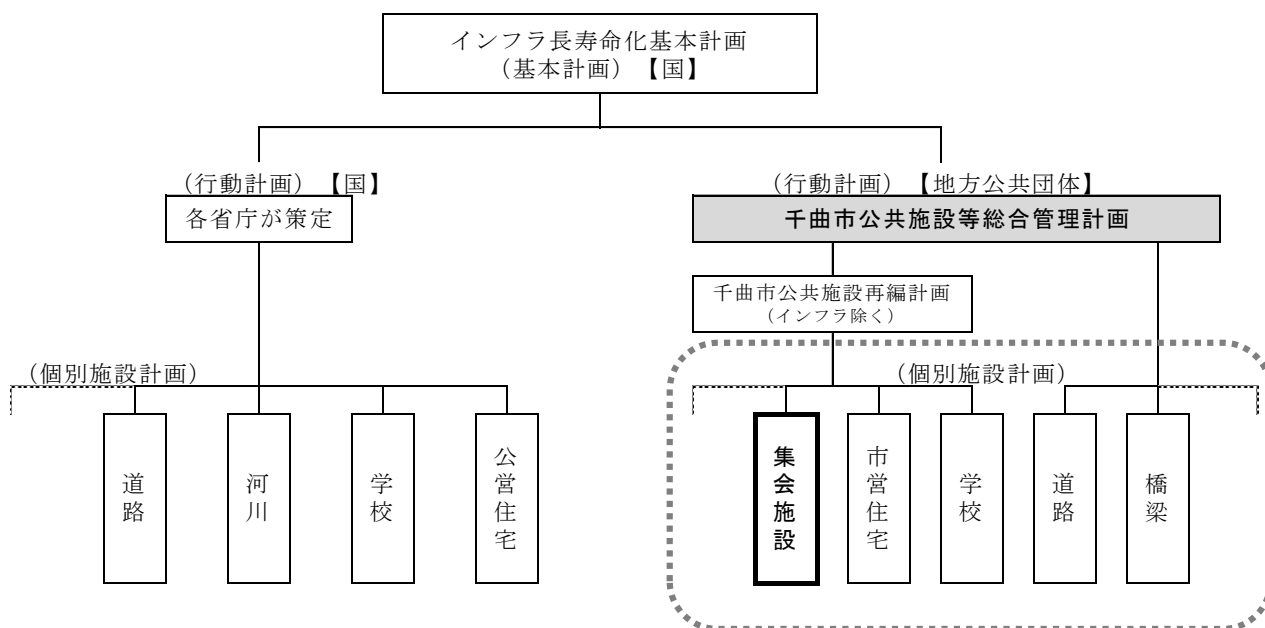 インフラ長寿命化基本計画
（基本計画）【国】
（行動計画）【国】
各省庁が策定
（行動計画）【地方公共団体】
千曲市公共施設等総合管理計画
千曲市公共施設再編計画
（インフラ除く）
（個別施設計画）
道路
河川
学校
公営住宅
（個別施設計画）
集会施設
市営住宅
学校
道路
橋梁